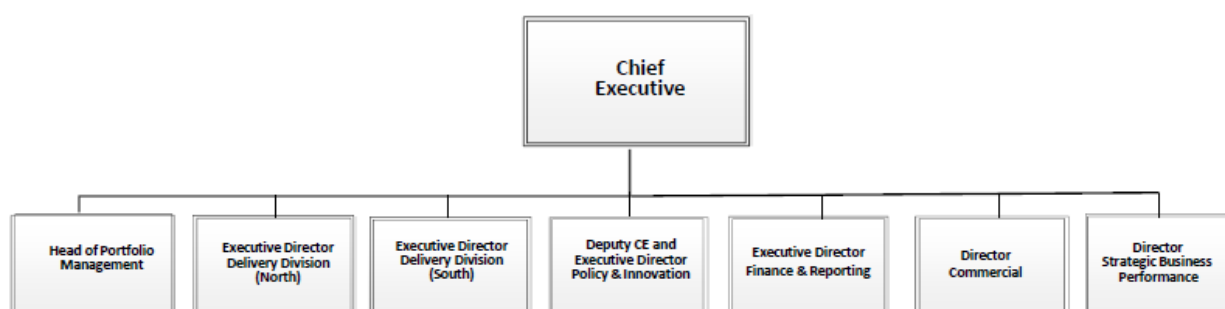 Chief
Executive
Head of Portfolio
Management
Executive Director
Delivery Division
(North)
Executive Director
Delivery Division
(South)
Deputy CE and
Executive Director
Policy & Innovation
Executive Director
Finance & Reporting
Director
Commercial
Director
Strategic Business
Performance